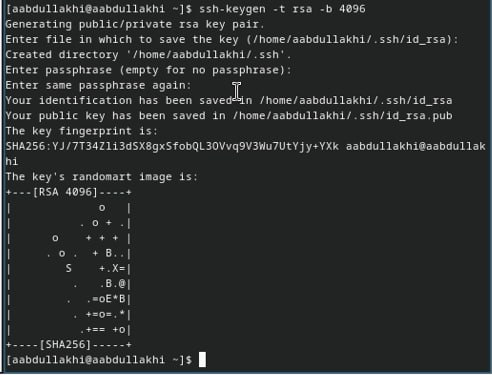 [aabdullakhi@aabdullakhi ~]$ ssh-keygen -t rsa -b 4096
Generating public/private rsa key pair.
Enter file in which to save the key (/home/aabdullakhi/.ssh/id_rsa):
Created directory '/home/aabdullakhi/.ssh'.
Enter passphrase (empty for no passphrase):
Enter same passphrase again:
Your identification has been saved in /home/aabdullakhi/.ssh/id_rsa
Your public key has been saved in /home/aabdullakhi/.ssh/id_rsa.pub
The key fingerprint is:
SHA256:YJ/7T34Zli3dSX8gxSfobQL3OVvq9V3Wu7UtYjy+YXk aabdullakhi@aabdullak
hi
The key's randomart image is:
+---[RSA 4096]----+
|            o   |
|         . o + .|
|      o    + + + |
|     . o .  + B..|
|        S    +.X=|
|         .   .B.@|
|        .  .=oE*B|
|        . +=o=.*|
|          .+== +o|
+----[SHA256]-----+
[aabdullakhi@aabdullakhi ~]$